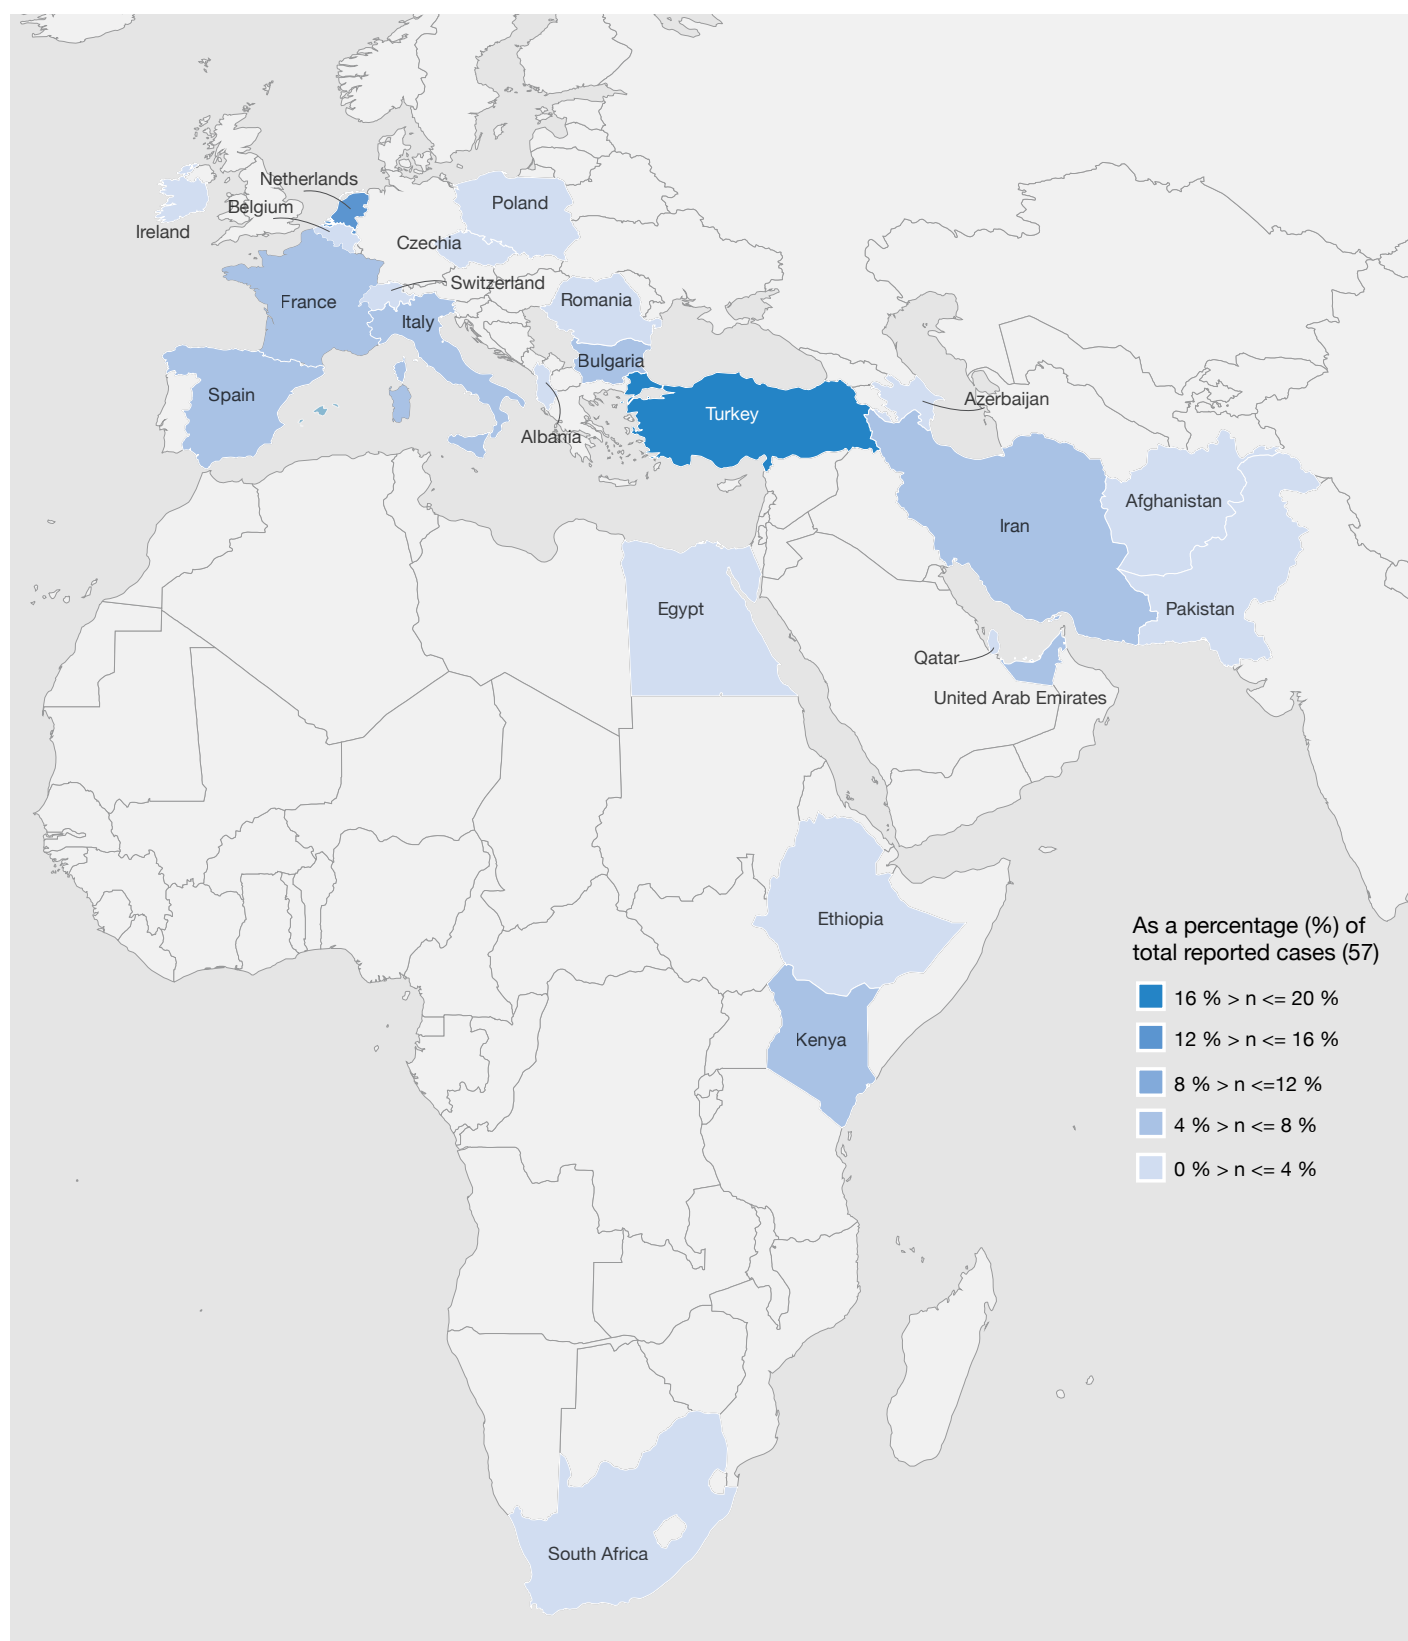 Netherlands
Poland
Belgium
Ireland
Czechia
Switzerland
France
Romania
Italy
Bulgaria
Spain
Azerbaijan
Turkey
Albania
Afghanistan
Iran
Egypt
Pakistan
Qatar
United Arab Emirates
Ethiopia
As a percentage (%) of
total reported cases (57)
16 % > n <= 20 %
12 % > n <= 16 %
8 % > n <=12 %
4 % > n <= 8 %
0 % > n <= 4 %
Kenya
South Africa